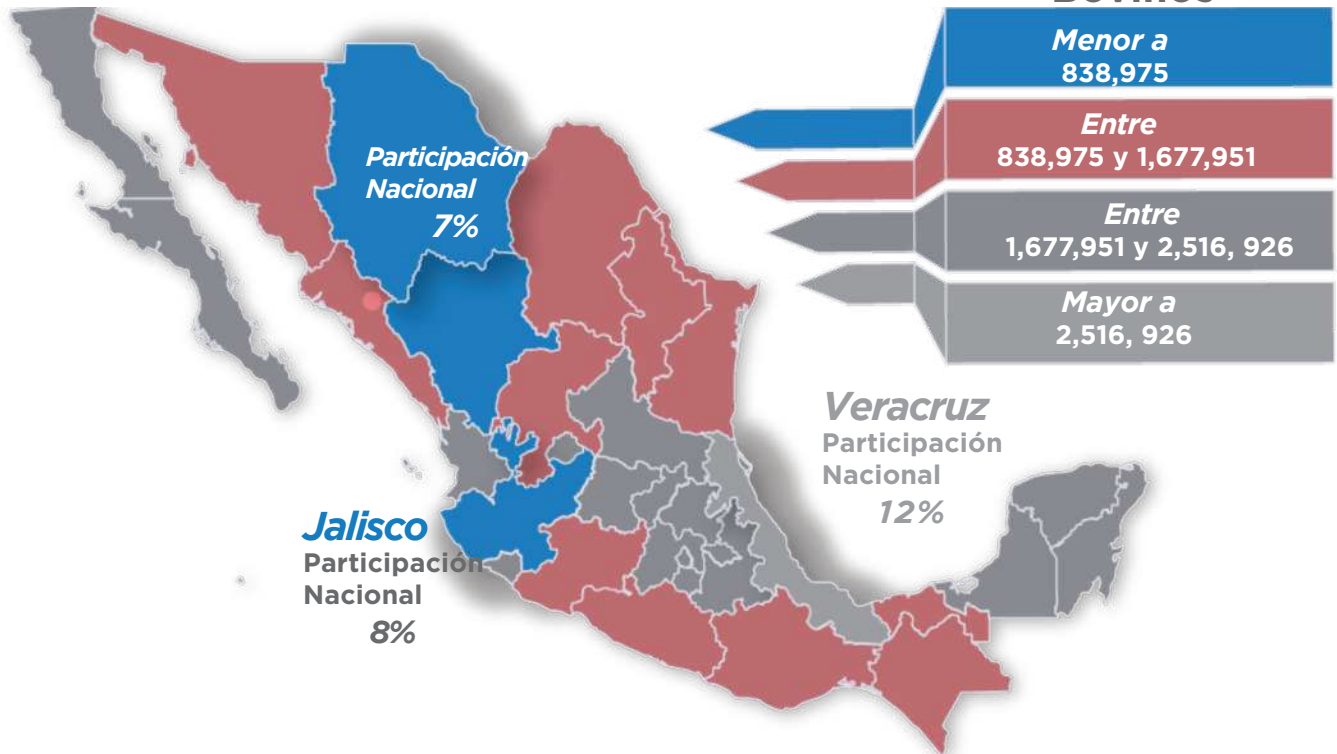 Menor a
838,975
Entre
838,975 y 1,677,951
Entre
1,677,951 y 2,516, 926
Mayor a
2,516, 926
Participación
Nacional
7%
Veracruz
Participación
Nacional
12%
Jalisco
Participación
Nacional
8%